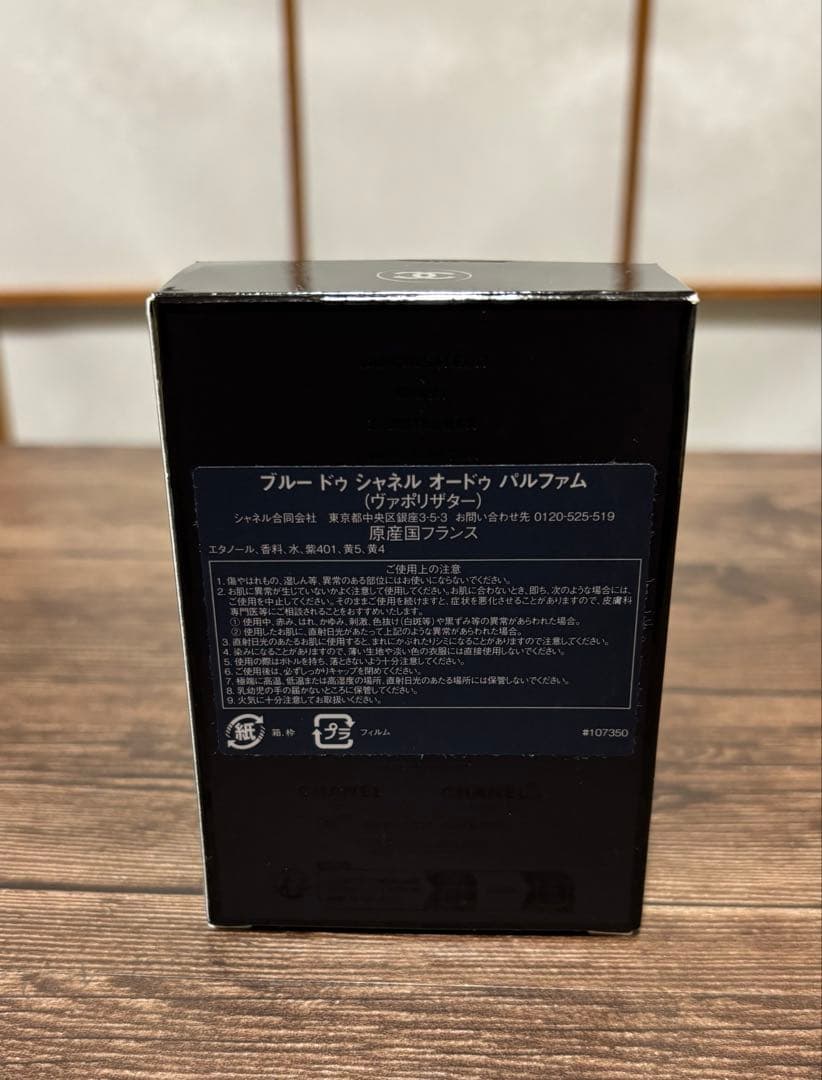 ブルー ドゥ シャネル オードゥ パルファム
(ヴァポリザター)
シャネル合同会社 東京都中央区銀座3-5-3 お問い合わせ先 0120-525-519
原産国フランス
エタノール、香料、水、紫401、黄5、黄4
ご使用上の注意
1. 傷やはれもの、湿しん等、異常のある部位にはお使いにならないでください。
2. お肌に異常が生じていないかよく注意して使用してください。お肌に合わないとき、即ち、次のような場合には、
ご使用を中止してください。そのままご使用を続けますと、症状を悪化させることがありますので、皮膚科
専門医等にご相談されることをおすすめいたします。
① 使用中、赤み、はれ、かゆみ、刺激、色抜け(白斑等)や黒ずみ等の異常があらわれた場合。
② 使用したお肌に、直射日光があたって上記のような異常があらわれた場合。
3. 直射日光のあたるお肌に使用すると、まれにかぶれたりシミになることがありますので注意してください。
4. 染みになることがありますので、薄い生地や淡い色の衣服には直接使用しないでください。
5. 使用の際はボトルを持ち、落とさないよう十分注意してください。
6. ご使用後は、必ずしっかりキャップを閉めてください。
7. 極端に高温、低温または高湿度の場所、直射日光のあたる場所には保管しないでください。
8. 乳幼児の手の届かないところに保管してください。
9. 火気に十分注意してお取扱いください。
紙 箱、枠 プラ フィルム #107350
CHANEL CHANEL